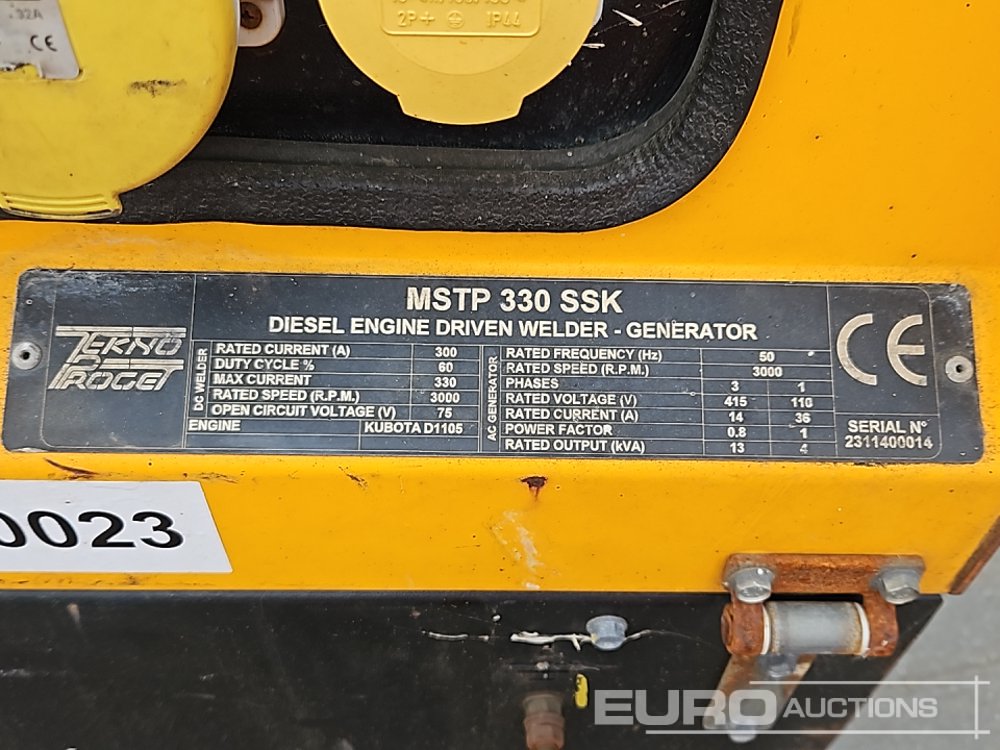 32A
CE
2P+ IP44
MSTP 330 SSK
DIESEL ENGINE DRIVEN WELDER - GENERATOR
TEKNO
PROGET
DC WELDER
RATED CURRENT (A) 300
DUTY CYCLE % 60
MAX CURRENT 330
RATED SPEED (R.P.M.) 3000
OPEN CIRCUIT VOLTAGE (V) 75
ENGINE KUBOTA D1105
AC GENERATOR
RATED FREQUENCY (Hz) 50
RATED SPEED (R.P.M.) 3000
PHASES 3 1
RATED VOLTAGE (V) 415 110
RATED CURRENT (A) 14 36
POWER FACTOR 0.8 1
RATED OUTPUT (kVA) 13 4
CE
SERIAL N°
2311400014
0023
EURO AUCTIONS